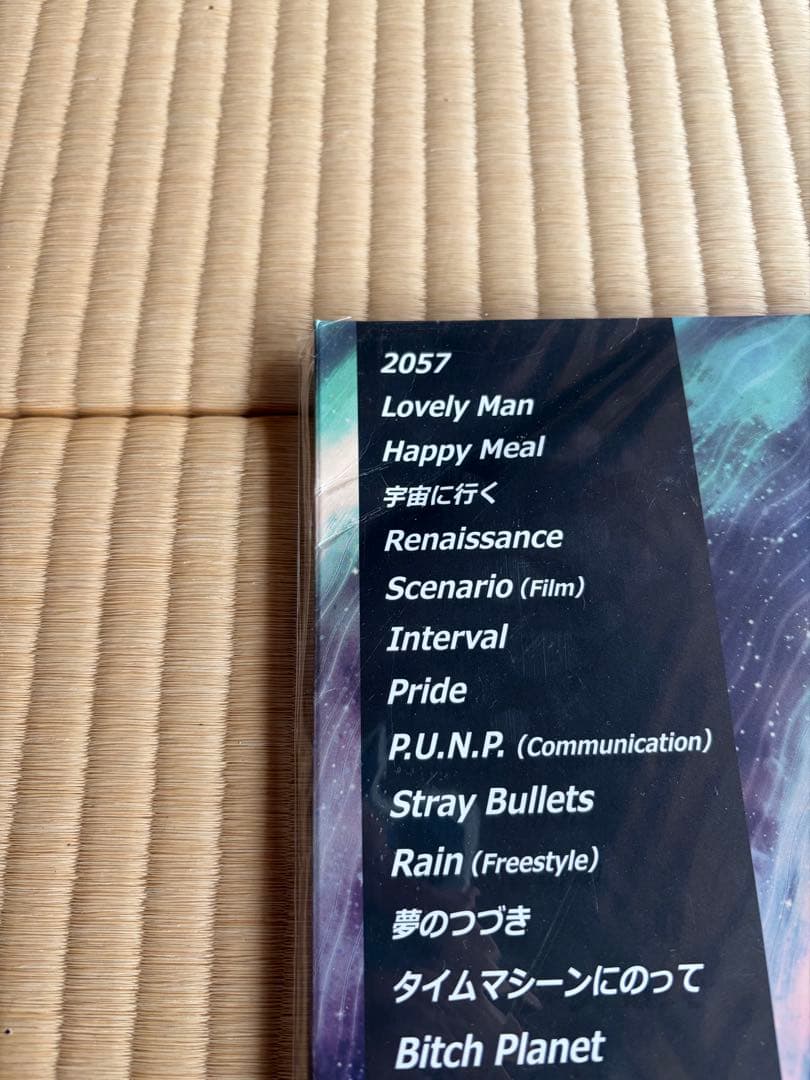 2057
Lovely Man
Happy Meal
宇宙に行く
Renaissance
Scenario (Film)
Interval
Pride
P.U.N.P. (Communication)
Stray Bullets
Rain (Freestyle)
夢のつづき
タイムマシーンにのって
Bitch Planet